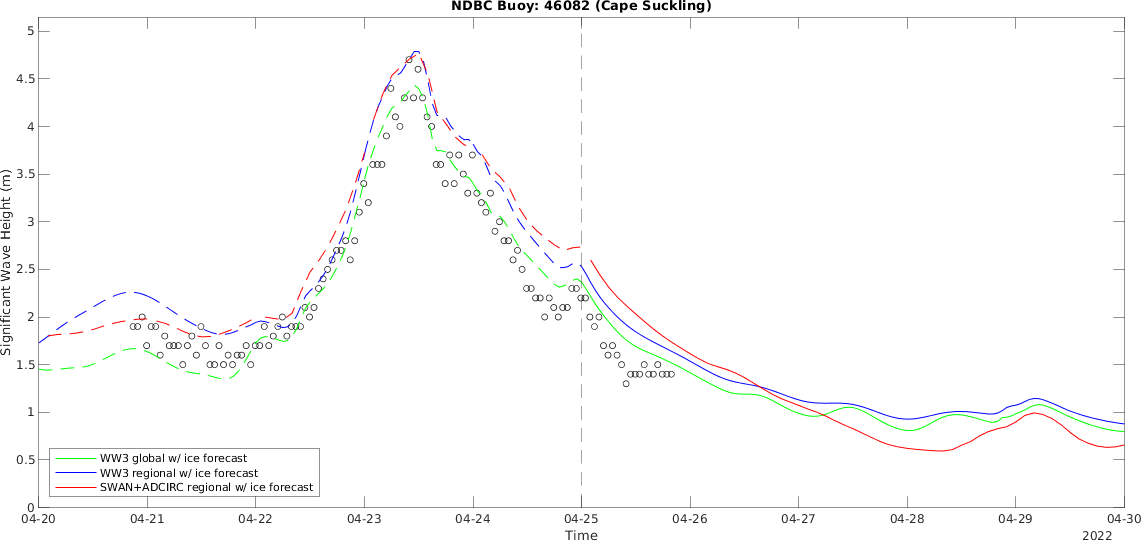 NDBC Buoy: 46082 (Cape Suckling)
5
4.5
4
3.5
3
2.5
2
1.5
1
0.5
0
Significant Wave Height (m)
WW3 global w/ ice forecast
WW3 regional w/ ice forecast
SWAN+ADCIRC regional w/ ice forecast
04-20 04-21 04-22 04-23 04-24 04-25 04-26 04-27 04-28 04-29 04-30
Time
2022